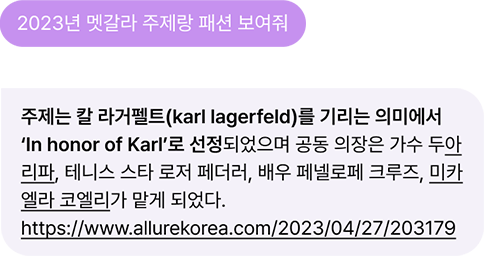 2023년 멧갈라 주제랑 패션 보여줘
주제는 칼 라거펠트(karl lagerfeld)를 기리는 의미에서
‘In honor of Karl’로 선정되었으며 공동 의장은 가수 두아
리파, 테니스 스타 로저 페더러, 배우 페넬로페 크루즈, 미카
엘라 코엘리가 맡게 되었다.
https://www.allurekorea.com/2023/04/27/203179